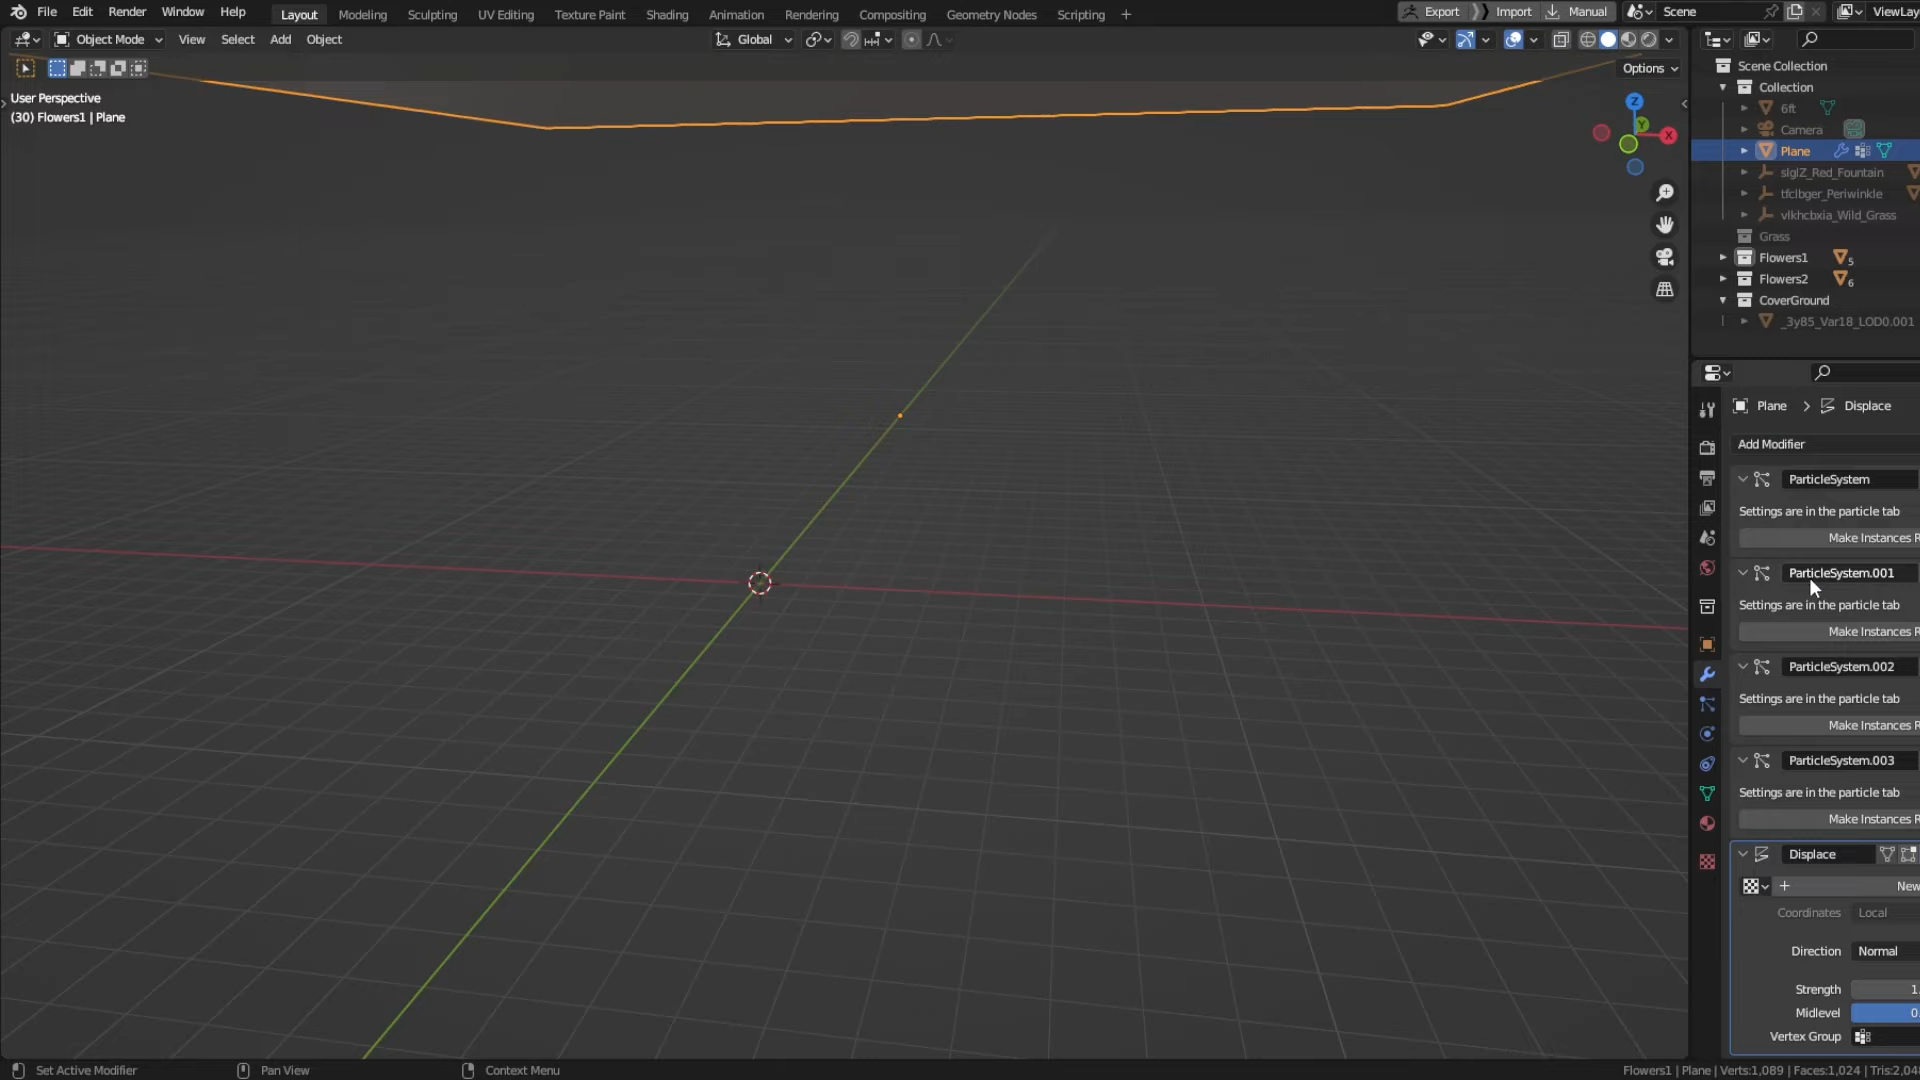 File Edit Render Window Help Layout Modeling Sculpting UV Editing Texture Paint Shading Animation Rendering Compositing Geometry Nodes Scripting + Export Import Manual Scene ViewLay
Object Mode View Select Add Object Global
Options
User Perspective
(30) Flowers1 | Plane
Z
Y
X
Scene Collection
Collection
6ft
Camera
Plane
slglZ_Red_Fountain
tfclbger_Periwinkle
vlkhcbxia_Wild_Grass
Grass
Flowers1 5
Flowers2 6
CoverGround
_3y85_Var18_LOD0.001
Plane > Displace
Add Modifier
ParticleSystem
Settings are in the particle tab
Make Instances R
ParticleSystem.001
Settings are in the particle tab
Make Instances R
ParticleSystem.002
Settings are in the particle tab
Make Instances R
ParticleSystem.003
Settings are in the particle tab
Make Instances R
Displace
+ New
Coordinates Local
Direction Normal
Strength 1.
Midlevel 0.
Vertex Group
Set Active Modifier Pan View Context Menu Flowers1 | Plane | Verts:1,089 | Faces:1,024 | Tris:2,04